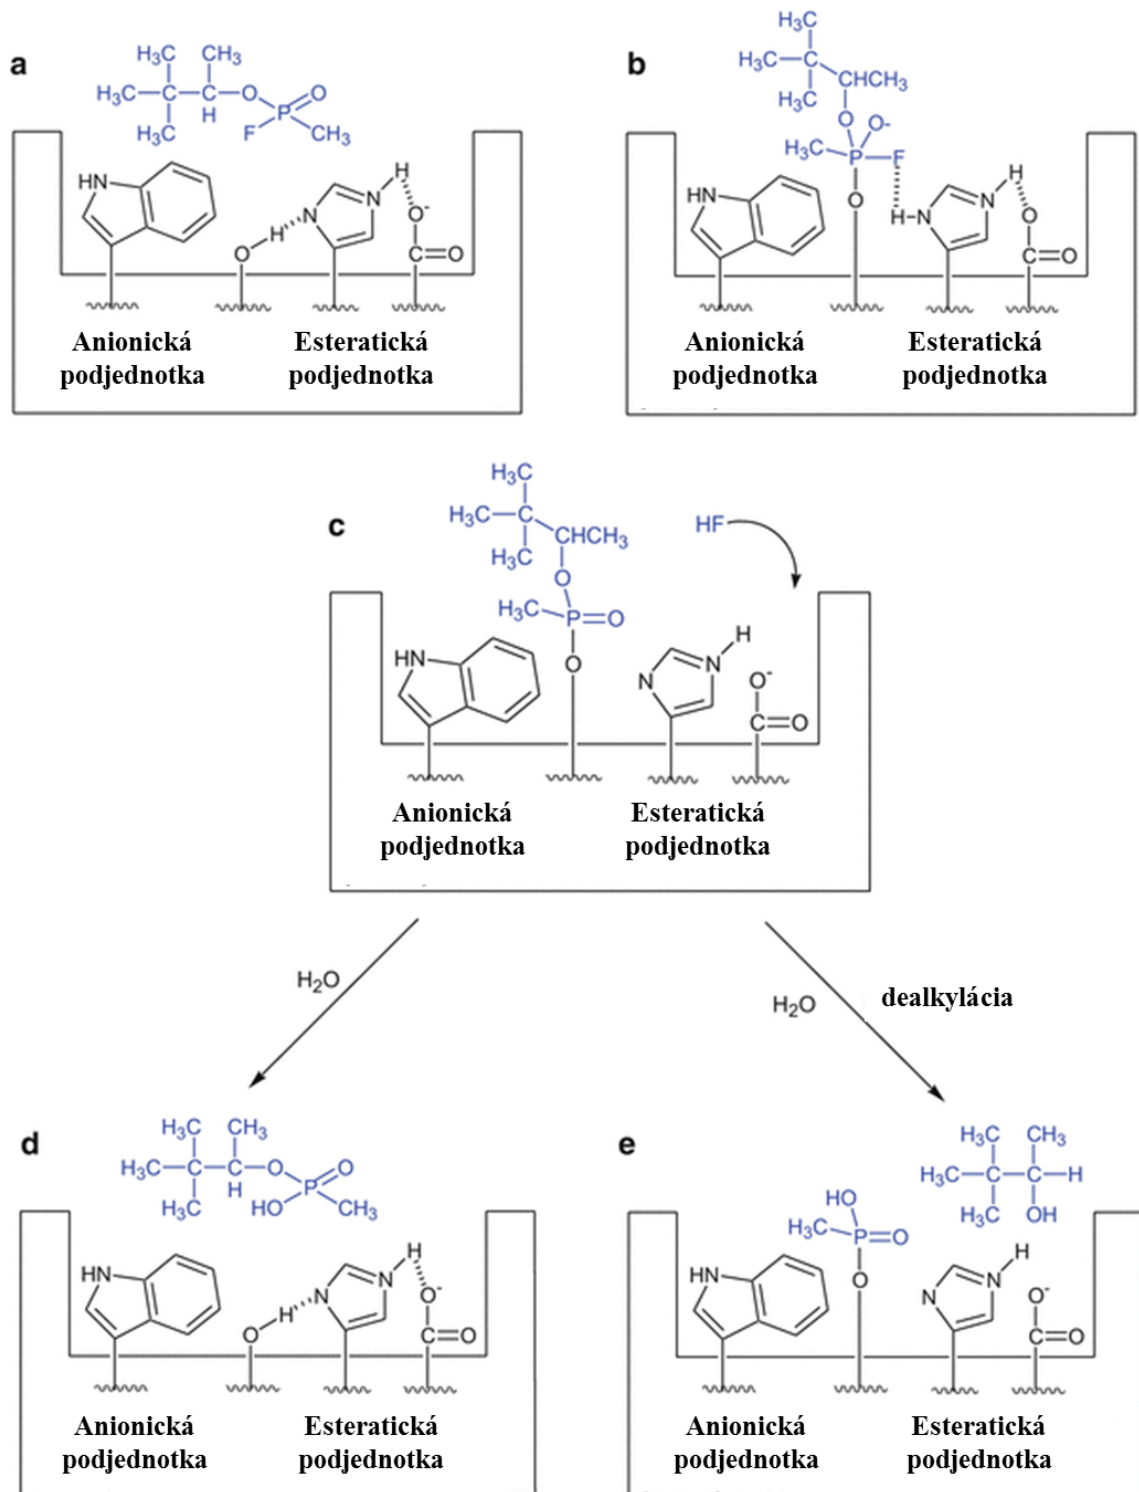 a
H₃C CH₃
H₃C—C—C—O O
H P
H₃C F CH₃
HN
N H
H N O⁻
O C=O
Anionická Esteratická
podjednotka podjednotka
b
H₃C
H₃C—C
CHCH₃
H₃C
O O⁻
H₃C P—F
HN O H–N N H
O
C=O
Anionická Esteratická
podjednotka podjednotka
c
H₃C
H₃C—C HF
CHCH₃
H₃C
O
H₃C P=O
HN O N N H
O⁻
C=O
Anionická Esteratická
podjednotka podjednotka
H₂O
H₂O dealkylácia
d
H₃C CH₃
H₃C—C—C—O O
H P
H₃C HO CH₃
HN
N H
H N O⁻
O C=O
Anionická Esteratická
podjednotka podjednotka
e
H₃C CH₃
H₃C—C—C—H
H₃C OH
HO
H₃C P=O
HN O N N H
O⁻
C=O
Anionická Esteratická
podjednotka podjednotka